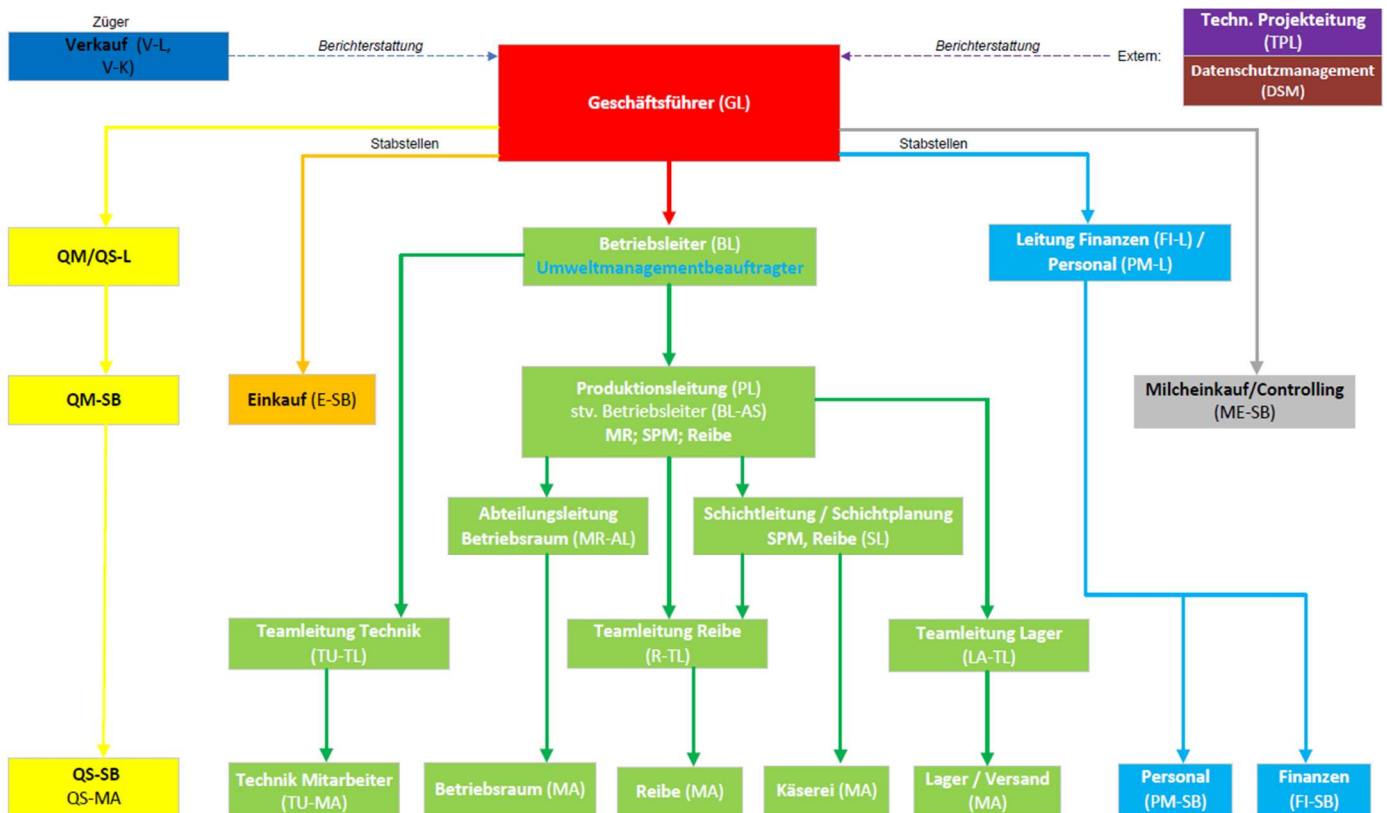 Züger
Verkauf (V-L,
V-K)
Berichterstattung
Berichterstattung
Extern:
Techn. Projekteitung
(TPL)
Datenschutzmanagement
(DSM)
Geschäftsführer (GL)
Stabstellen
Stabstellen
QM/QS-L
Betriebsleiter (BL)
Umweltmanagementbeauftragter
Leitung Finanzen (FI-L) /
Personal (PM-L)
QM-SB
Einkauf (E-SB)
Produktionsleitung (PL)
stv. Betriebsleiter (BL-AS)
MR; SPM; Reibe
Milcheinkauf/Controlling
(ME-SB)
Abteilungsleitung
Betriebsraum (MR-AL)
Schichtleitung / Schichtplanung
SPM, Reibe (SL)
Teamleitung Technik
(TU-TL)
Teamleitung Reibe
(R-TL)
Teamleitung Lager
(LA-TL)
QS-SB
QS-MA
Technik Mitarbeiter
(TU-MA)
Betriebsraum (MA)
Reibe (MA)
Käserei (MA)
Lager / Versand
(MA)
Personal
(PM-SB)
Finanzen
(FI-SB)